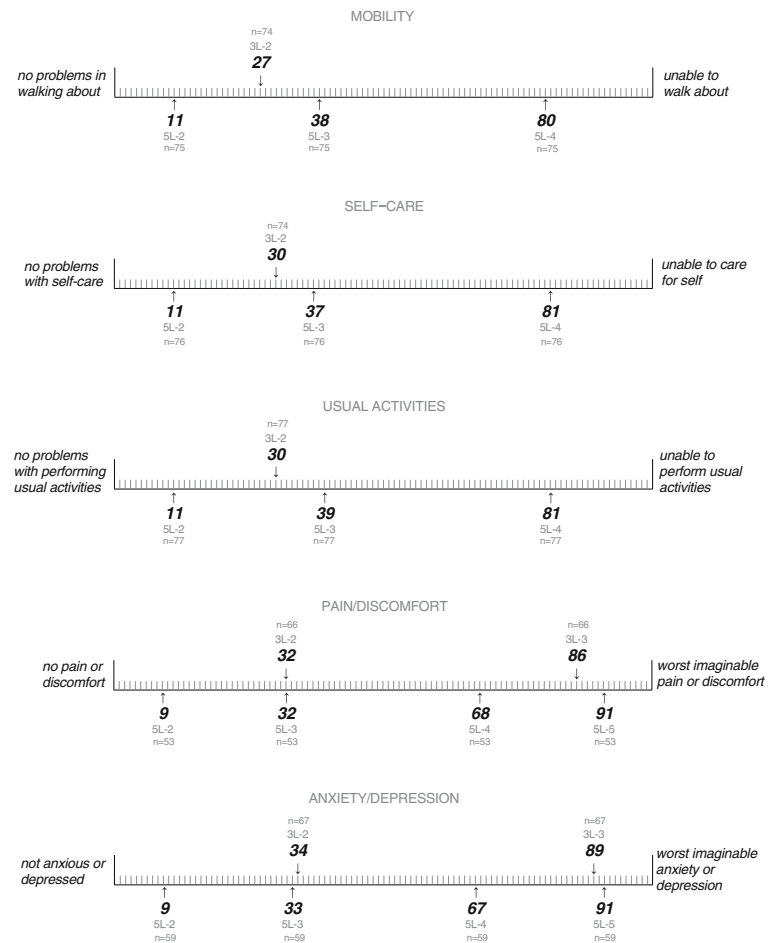 MOBILITY
n=74
3L-2
27
no problems in
walking about
unable to
walk about
11 38 80
5L-2 5L-3 5L-4
n=75 n=75 n=75
SELF-CARE
n=74
3L-2
30
no problems
with self-care
unable to care
for self
11 37 81
5L-2 5L-3 5L-4
n=76 n=76 n=76
USUAL ACTIVITIES
n=77
3L-2
30
no problems
with performing
usual activities
unable to
perform usual
activities
11 39 81
5L-2 5L-3 5L-4
n=77 n=77 n=77
PAIN/DISCOMFORT
n=66 n=66
3L-2 3L-3
32 86
no pain or
discomfort
worst imaginable
pain or discomfort
9 32 68 91
5L-2 5L-3 5L-4 5L-5
n=53 n=53 n=53 n=53
ANXIETY/DEPRESSION
n=67 n=67
3L-2 3L-3
34 89
not anxious or
depressed
worst imaginable
anxiety or
depression
9 33 67 91
5L-2 5L-3 5L-4 5L-5
n=59 n=59 n=59 n=59